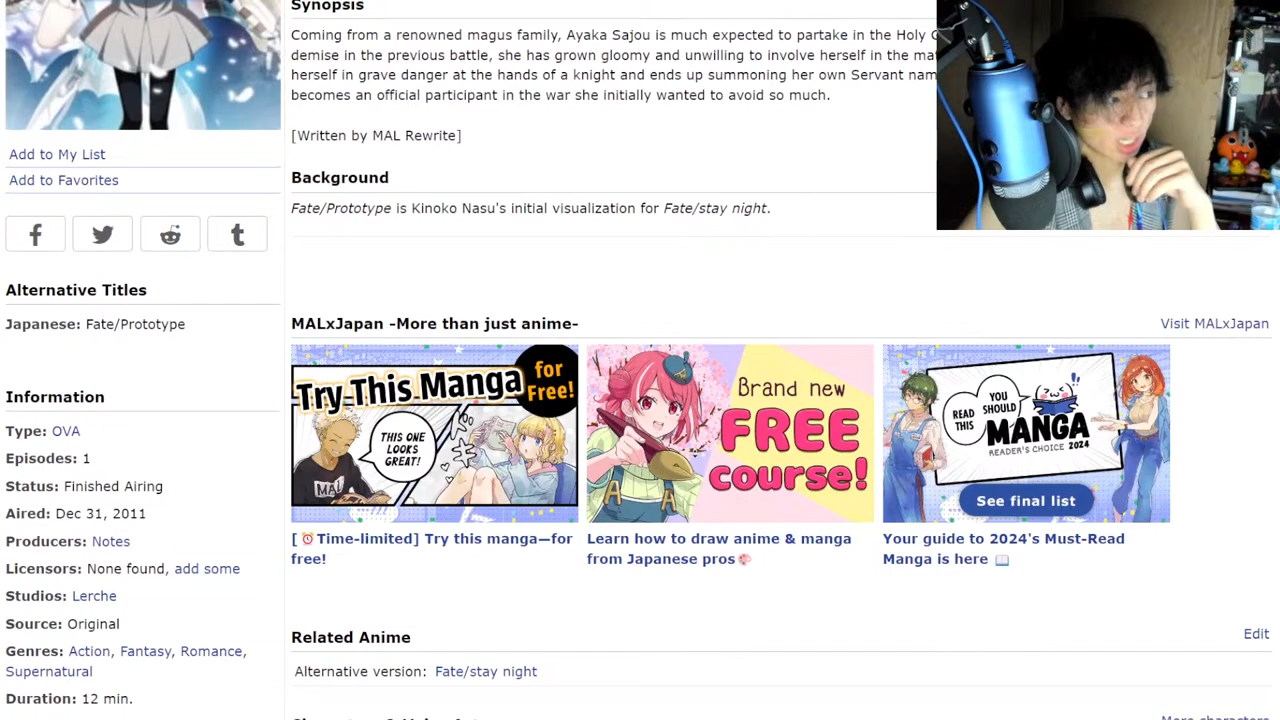 Synopsis
Coming from a renowned magus family, Ayaka Sajou is much expected to partake in the Holy
demise in the previous battle, she has grown gloomy and unwilling to involve herself in the
herself in grave danger at the hands of a knight and ends up summoning her own Servant
becomes an official participant in the war she initially wanted to avoid so much.
[Written by MAL Rewrite]
Background
Fate/Prototype is Kinoko Nasu's initial visualization for Fate/stay night.
Add to My List
Add to Favorites
Alternative Titles
Japanese: Fate/Prototype
Information
Type: OVA
Episodes: 1
Status: Finished Airing
Aired: Dec 31, 2011
Producers: Notes
Licensors: None found, add some
Studios: Lerche
Source: Original
Genres: Action, Fantasy, Romance,
Supernatural
Duration: 12 min.
MALxJapan -More than just anime-
Visit MALxJapan
Try This Manga
for
Free!
THIS ONE
LOOKS
GREAT!
MAL
[⏰Time-limited] Try this manga—for
free!
Brand new
FREE
course!
Learn how to draw anime & manga
from Japanese pros
READ
THIS
YOU
SHOULD
MANGA
READER'S CHOICE 2024
See final list
Your guide to 2024's Must-Read
Manga is here 📖
Related Anime
Edit
Alternative version: Fate/stay night
More characters